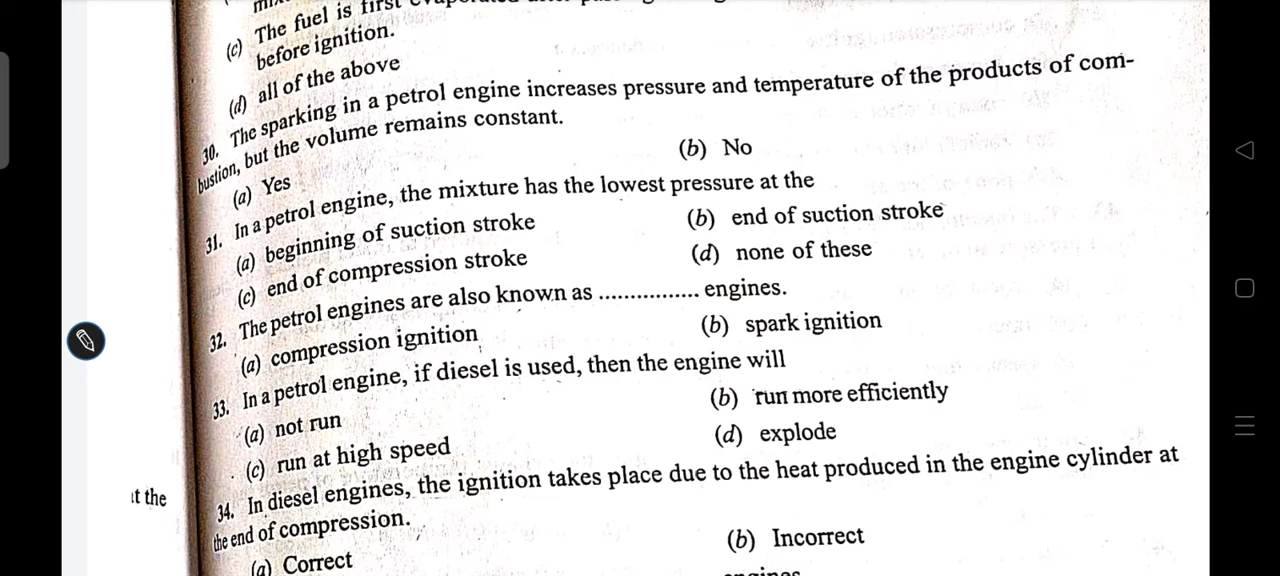 (c) The fuel is first
before ignition.
(d) all of the above
30. The sparking in a petrol engine increases pressure and temperature of the products of com-
bustion, but the volume remains constant.
(a) Yes (b) No
31. In a petrol engine, the mixture has the lowest pressure at the
(a) beginning of suction stroke (b) end of suction stroke
(c) end of compression stroke (d) none of these
32. The petrol engines are also known as ................ engines.
(a) compression ignition (b) spark ignition
33. In a petrol engine, if diesel is used, then the engine will
(a) not run (b) run more efficiently
(c) run at high speed (d) explode
it the
34. In diesel engines, the ignition takes place due to the heat produced in the engine cylinder at
the end of compression.
(a) Correct (b) Incorrect
engines